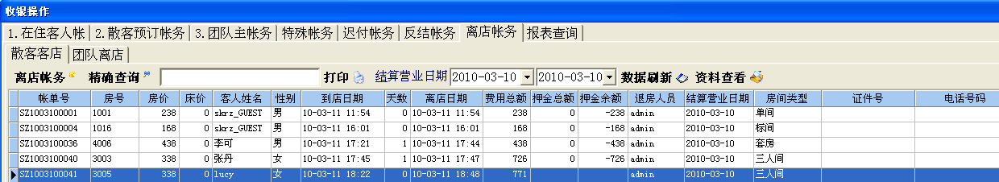 收银操作
1.在住客人帐 2.散客预订帐务 3.团队主帐务 特殊帐务 迟付帐务 反结帐务 离店帐务 报表查询
散客客店 团队离店
离店帐务 精确查询 打印 结算营业日期 2010-03-10 2010-03-10 数据刷新 资料查看
帐单号 房号 房价 床价 客人姓名 性别 到店日期 天数 离店日期 费用总额 押金总额 押金余额 退房人员 结算营业日期 房间类型 证件号 电话号码
SZ1003100001 1001 238 0 skrz_GUEST 男 10-03-11 11:54 0 10-03-11 11:54 238 0 -238 admin 2010-03-10 单间
SZ1003100004 1016 168 0 skrz_GUEST 男 10-03-11 16:01 0 10-03-11 16:01 168 0 -168 admin 2010-03-10 标间
SZ1003100036 4006 438 0 李可 男 10-03-11 17:21 1 10-03-11 17:44 438 0 -438 admin 2010-03-10 套房
SZ1003100040 3003 338 0 张丹 女 10-03-11 17:45 1 10-03-11 17:47 726 0 -726 admin 2010-03-10 三人间
SZ1003100041 3005 338 0 lucy 女 10-03-11 18:22 0 10-03-11 18:48 771 admin 2010-03-10 三人间